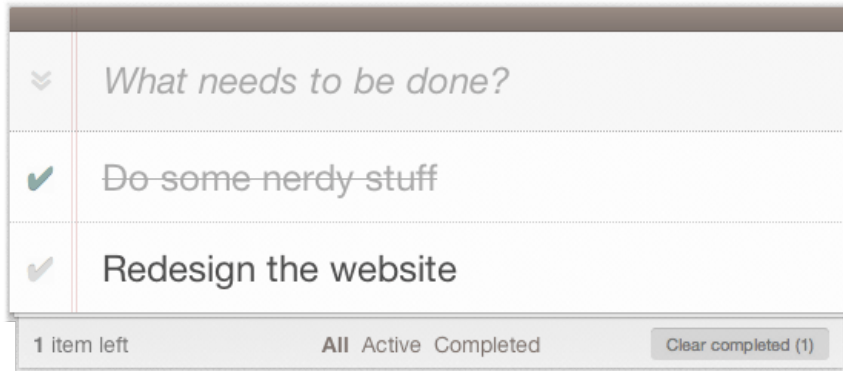 What needs to be done?
Do some nerdy stuff
Redesign the website
1 item left All Active Completed Clear completed (1)